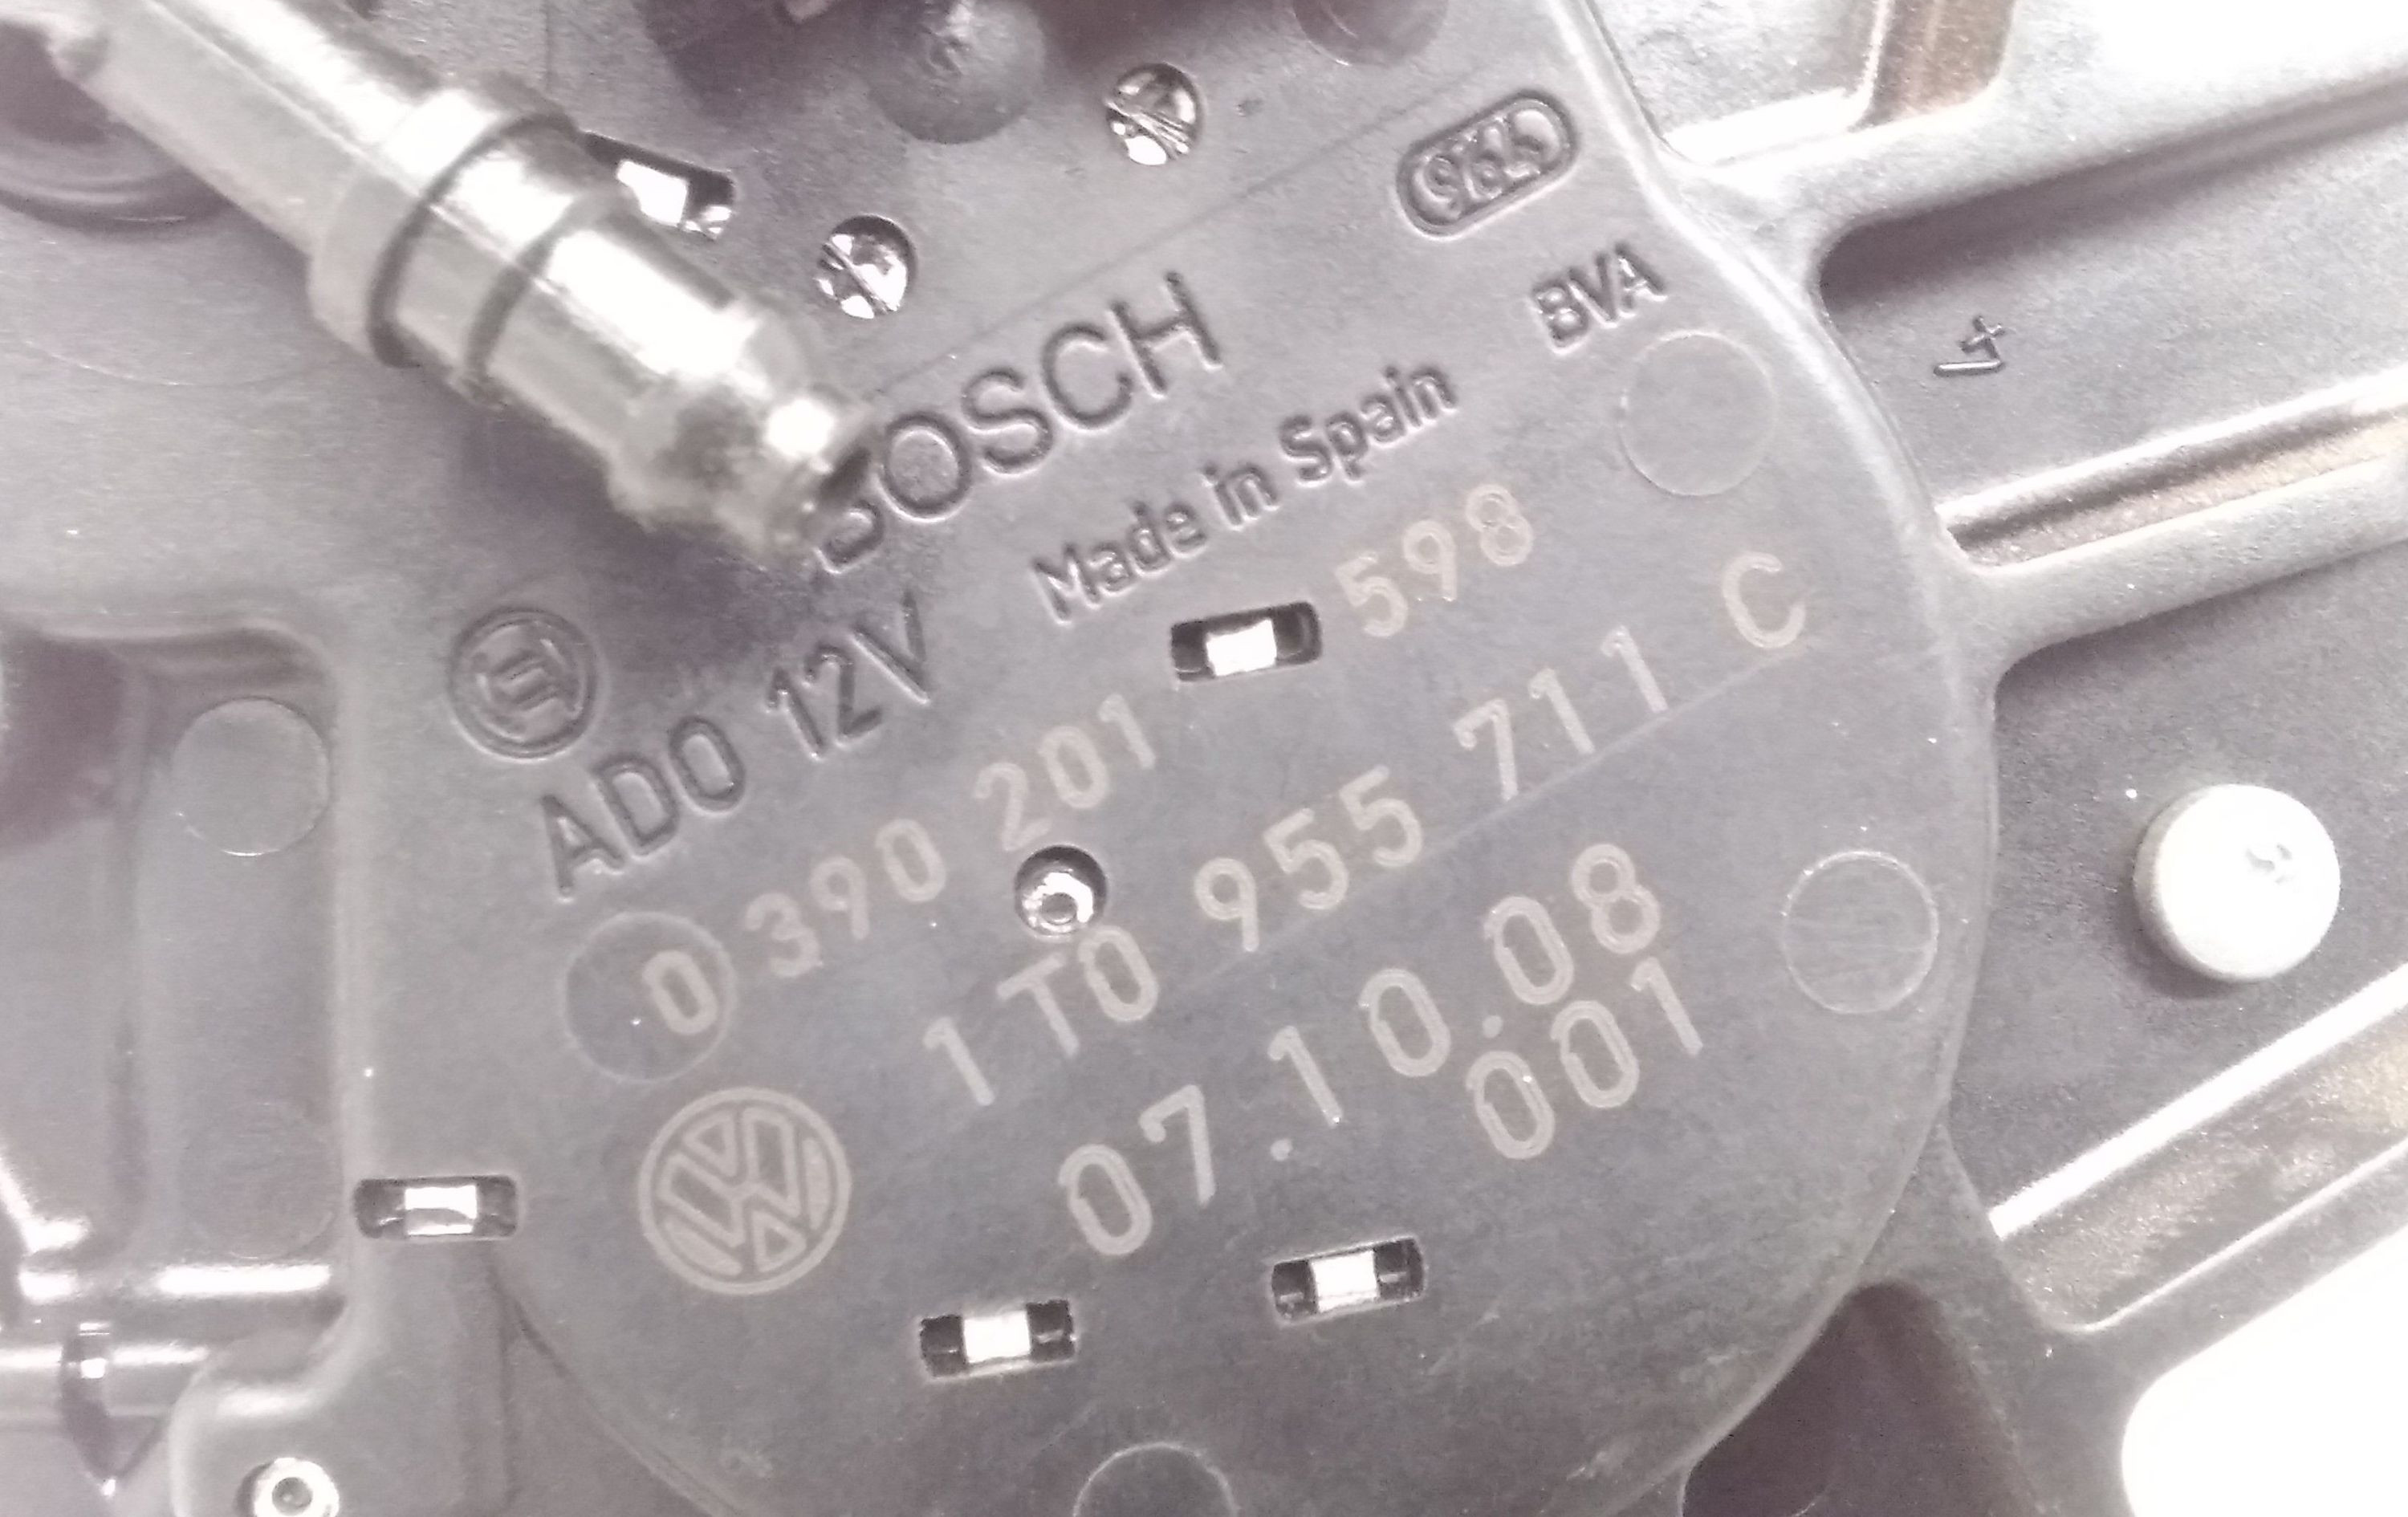 BOSCH
Made in Spain
BVA
ADO 12V
0 390 201 598
1T0 955 711 C
07.10.08
001